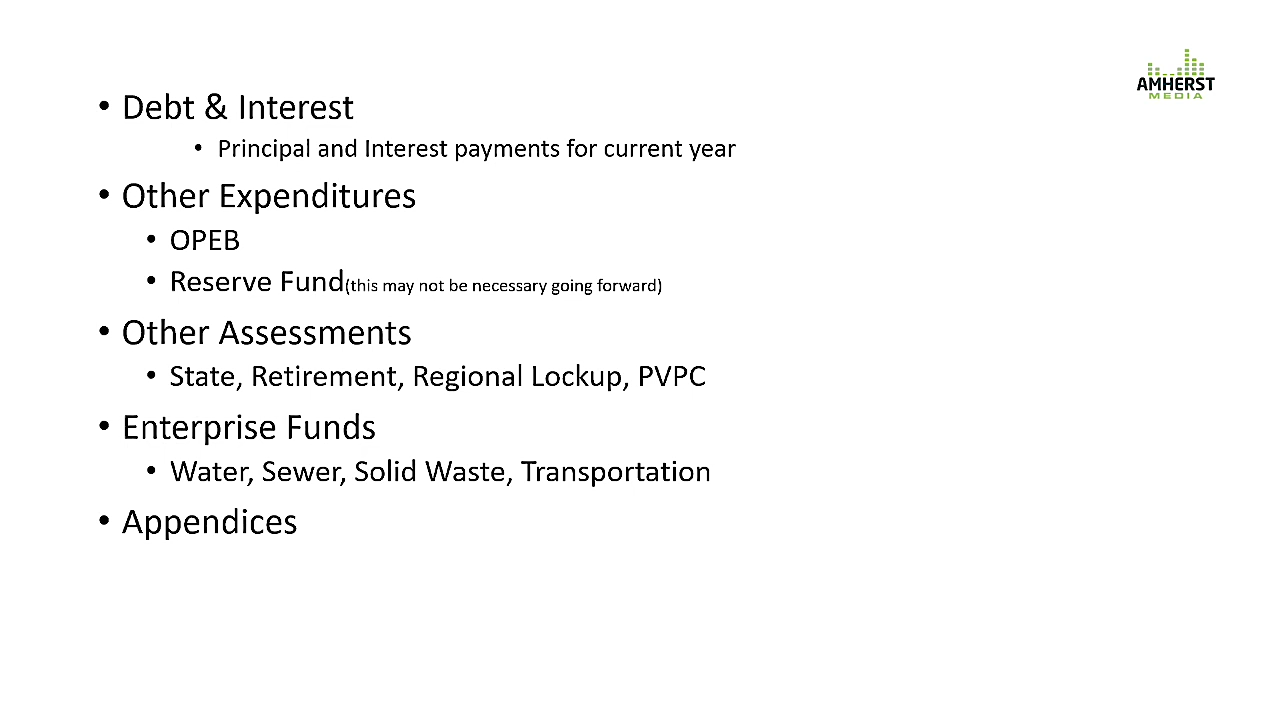 AMHERST
MEDIA
• Debt & Interest
• Principal and Interest payments for current year
• Other Expenditures
• OPEB
• Reserve Fund(this may not be necessary going forward)
• Other Assessments
• State, Retirement, Regional Lockup, PVPC
• Enterprise Funds
• Water, Sewer, Solid Waste, Transportation
• Appendices